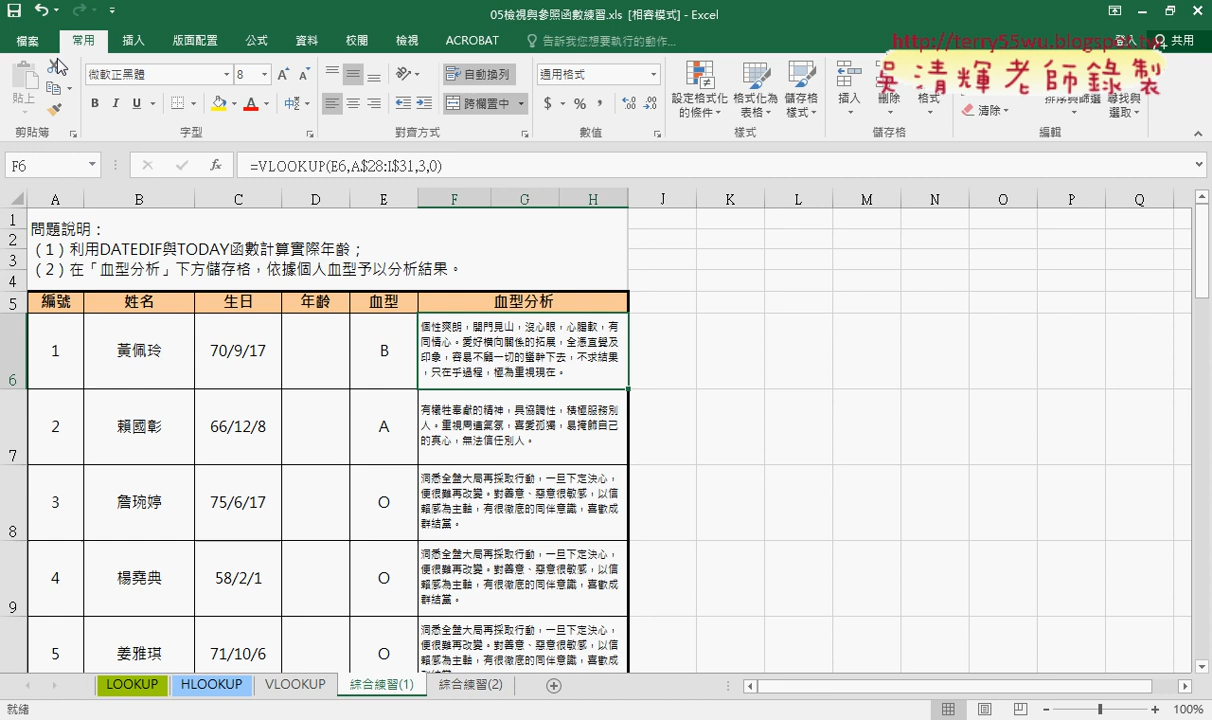 05檢視與參照函數練習.xls [相容模式] - Excel
檔案 常用 插入 版面配置 公式 資料 校閱 檢視 ACROBAT 告訴我您想要執行的動作... 登入 共用
http://terry55wu.blogspot.tw
吳清輝老師錄製
貼上 微軟正黑體 8 自動換列 通用格式
B I U 跨欄置中 $ % , 設定格式化的條件 格式化為表格 儲存格樣式 插入 刪除 格式 清除 排序與篩選 尋找與選取
剪貼簿 字型 對齊方式 數值 樣式 儲存格 編輯
F6 fx =VLOOKUP(E6,A$28:I$31,3,0)
A B C D E F G H J K L M N O P Q
1 2 3 4
問題說明：
（1）利用DATEDIF與TODAY函數計算實際年齡；
（2）在「血型分析」下方儲存格，依據個人血型予以分析結果。
5 編號 姓名 生日 年齡 血型 血型分析
6 1 黃佩玲 70/9/17 B
個性爽朗，開門見山，沒心眼，心腸軟，有
同情心。愛好橫向關係的拓展，全憑直覺及
印象，容易不顧一切的蠻幹下去，不求結果
，只在乎過程，極為重視現在。
7 2 賴國彰 66/12/8 A
有犧牲奉獻的精神，具協調性，積極服務別
人。重視周遭氣氛，喜愛孤獨，易掩飾自己
的真心，無法信任別人。
8 3 詹琬婷 75/6/17 O
洞悉全盤大局再採取行動，一旦下定決心，
便很難再改變。對善意、惡意很敏感，以信
賴感為主軸，有很徹底的同伴意識，喜歡成
群結黨。
9 4 楊堯典 58/2/1 O
洞悉全盤大局再採取行動，一旦下定決心，
便很難再改變。對善意、惡意很敏感，以信
賴感為主軸，有很徹底的同伴意識，喜歡成
群結黨。
5 姜雅琪 71/10/6 O
洞悉全盤大局再採取行動，一旦下定決心，
便很難再改變。對善意、惡意很敏感，以信
賴感為主軸，有很徹底的同伴意識，喜歡成
LOOKUP HLOOKUP VLOOKUP 綜合練習(1) 綜合練習(2)
就緒 100%